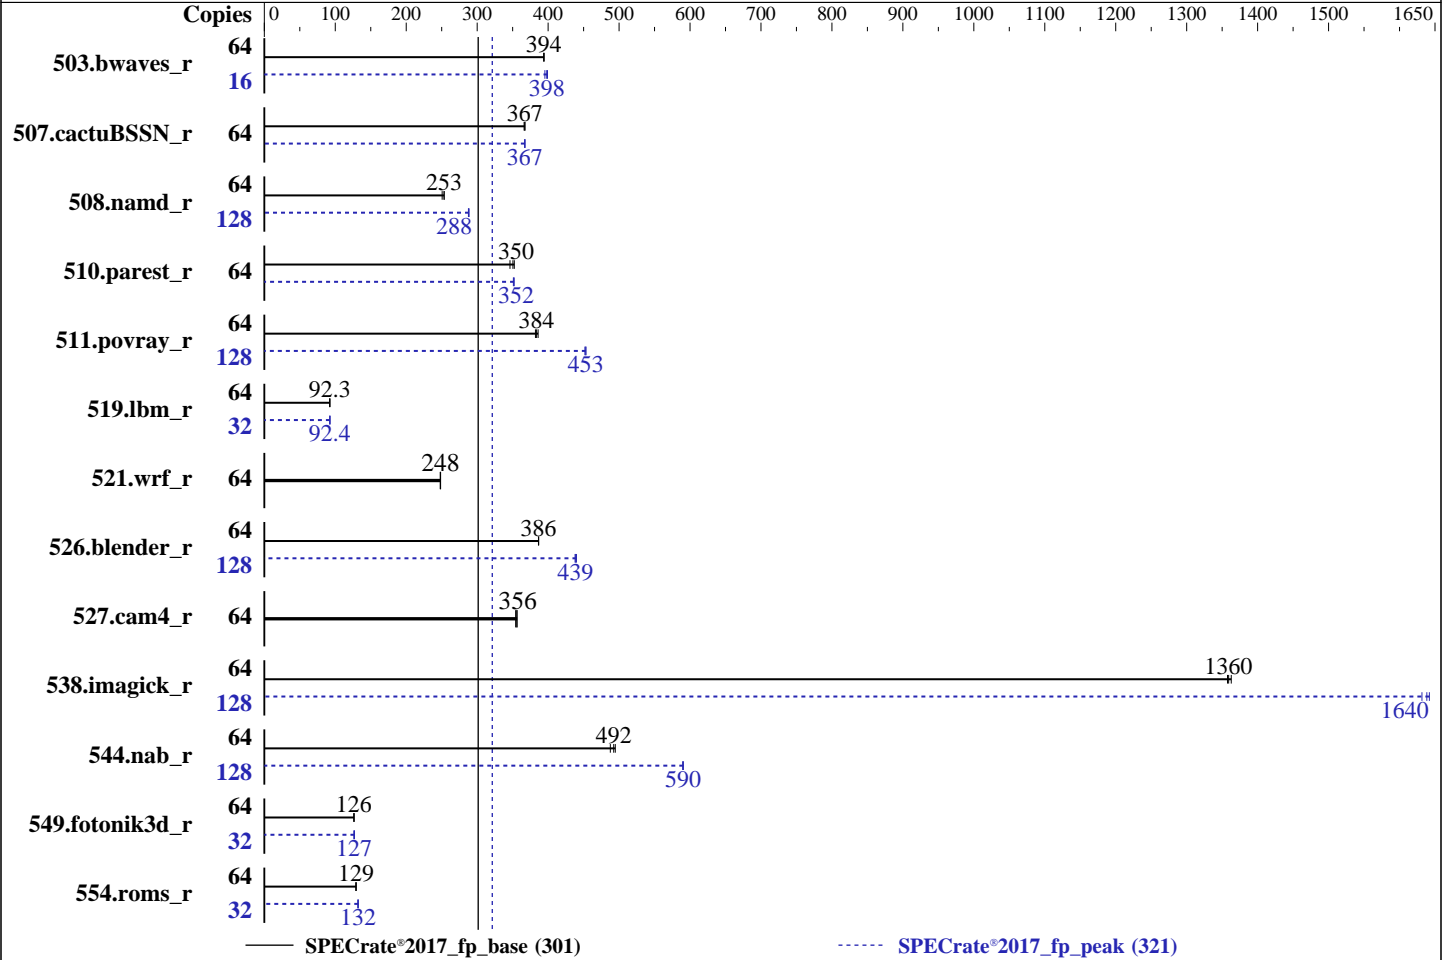 Copies 0 100 200 300 400 500 600 700 800 900 1000 1100 1200 1300 1400 1500 1650
503.bwaves_r 64 394
16 398
507.cactuBSSN_r 64 367
367
508.namd_r 64 253
128 288
510.parest_r 64 350
352
511.povray_r 64 384
128 453
519.lbm_r 64 92.3
32 92.4
521.wrf_r 64 248
526.blender_r 64 386
128 439
527.cam4_r 64 356
538.imagick_r 64 1360
128 1640
544.nab_r 64 492
128 590
549.fotonik3d_r 64 126
32 127
554.roms_r 64 129
32 132
SPECrate®2017_fp_base (301) SPECrate®2017_fp_peak (321)